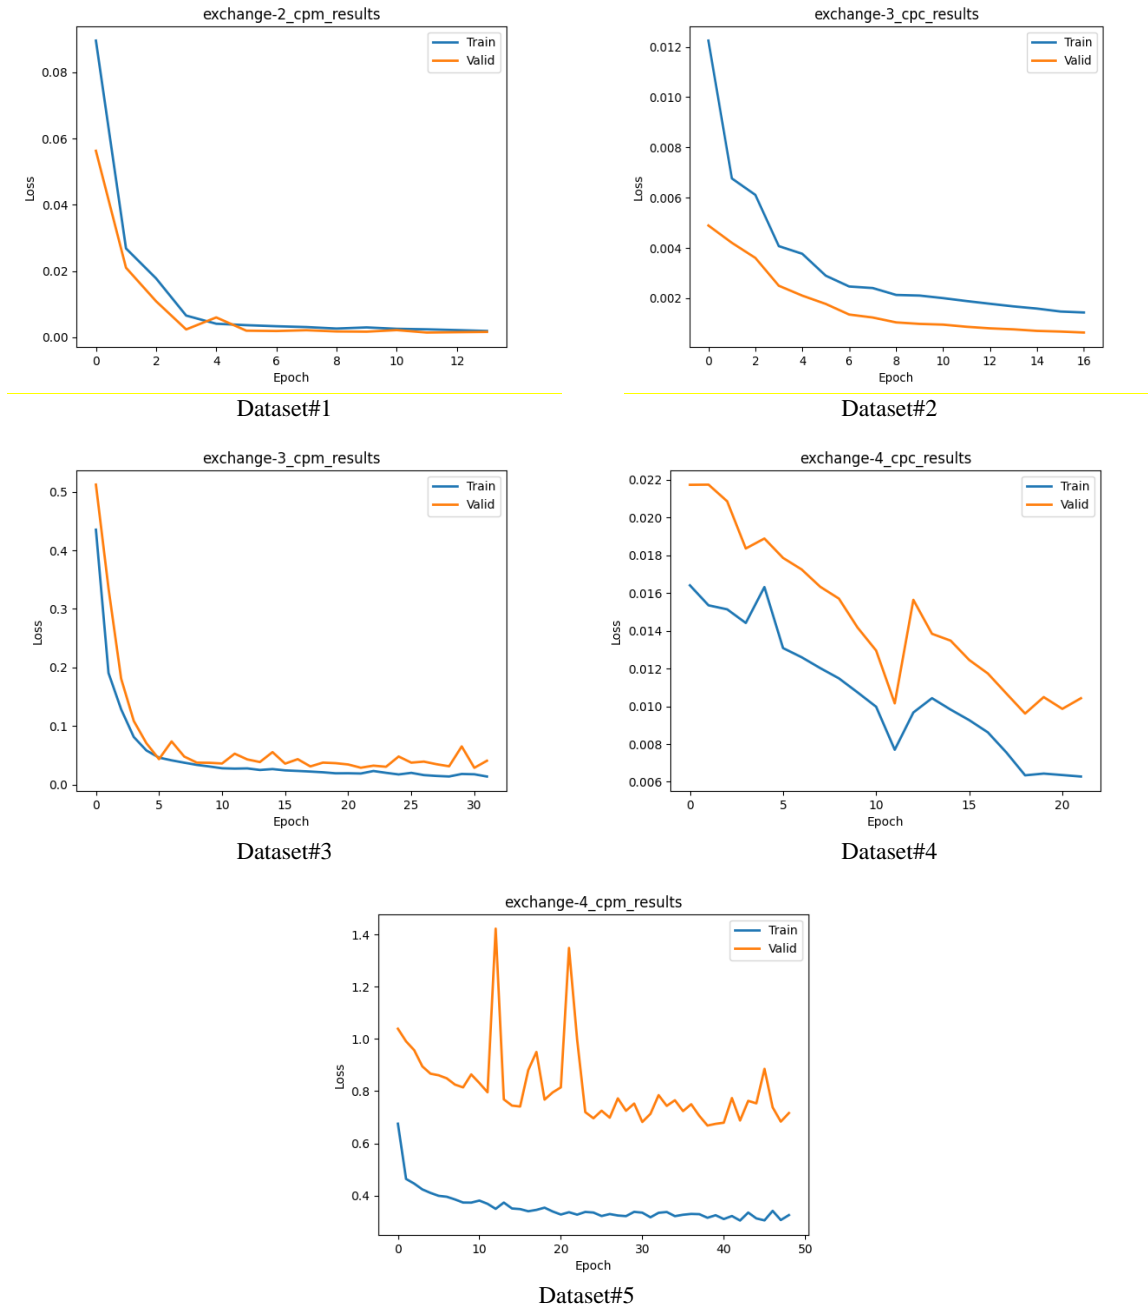 exchange-2_cpm_results
Train
Valid
Loss
0.08
0.06
0.04
0.02
0.00
0 2 4 6 8 10 12
Epoch
Dataset#1
exchange-3_cpc_results
Train
Valid
Loss
0.012
0.010
0.008
0.006
0.004
0.002
0 2 4 6 8 10 12 14 16
Epoch
Dataset#2
exchange-3_cpm_results
Train
Valid
Loss
0.5
0.4
0.3
0.2
0.1
0.0
0 5 10 15 20 25 30
Epoch
Dataset#3
exchange-4_cpc_results
Train
Valid
Loss
0.022
0.020
0.018
0.016
0.014
0.012
0.010
0.008
0.006
0 5 10 15 20
Epoch
Dataset#4
exchange-4_cpm_results
Train
Valid
Loss
1.4
1.2
1.0
0.8
0.6
0.4
0 10 20 30 40 50
Epoch
Dataset#5